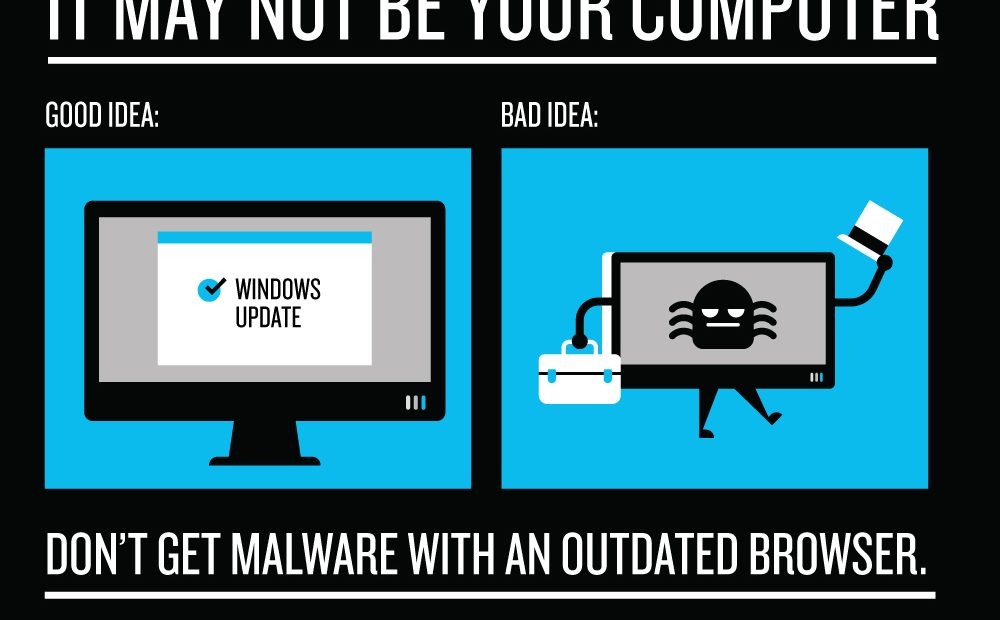 IT MAY NOT BE YOUR COMPUTER
GOOD IDEA:
BAD IDEA:
WINDOWS
UPDATE
DON'T GET MALWARE WITH AN OUTDATED BROWSER.